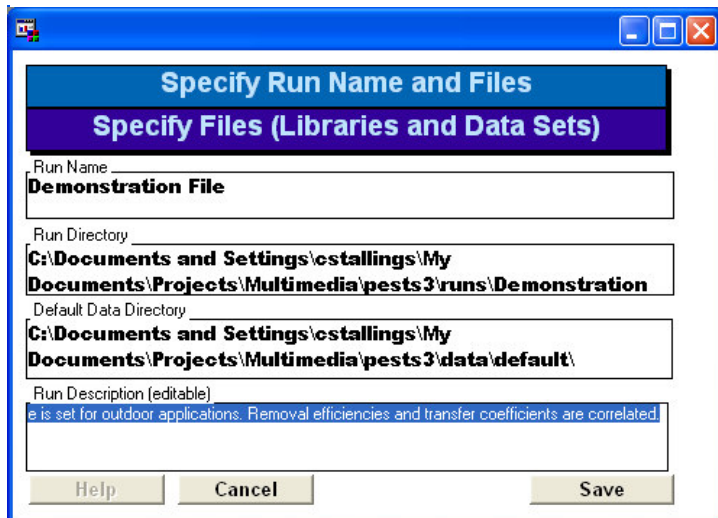 Specify Run Name and Files
Specify Files (Libraries and Data Sets)
Run Name
Demonstration File
Run Directory
C:\Documents and Settings\cstallings\My
Documents\Projects\Multimedia\pests3\runs\Demonstration
Default Data Directory
C:\Documents and Settings\cstallings\My
Documents\Projects\Multimedia\pests3\data\default\
Run Description (editable)
e is set for outdoor applications. Removal efficiencies and transfer coefficients are correlated.
Help Cancel Save